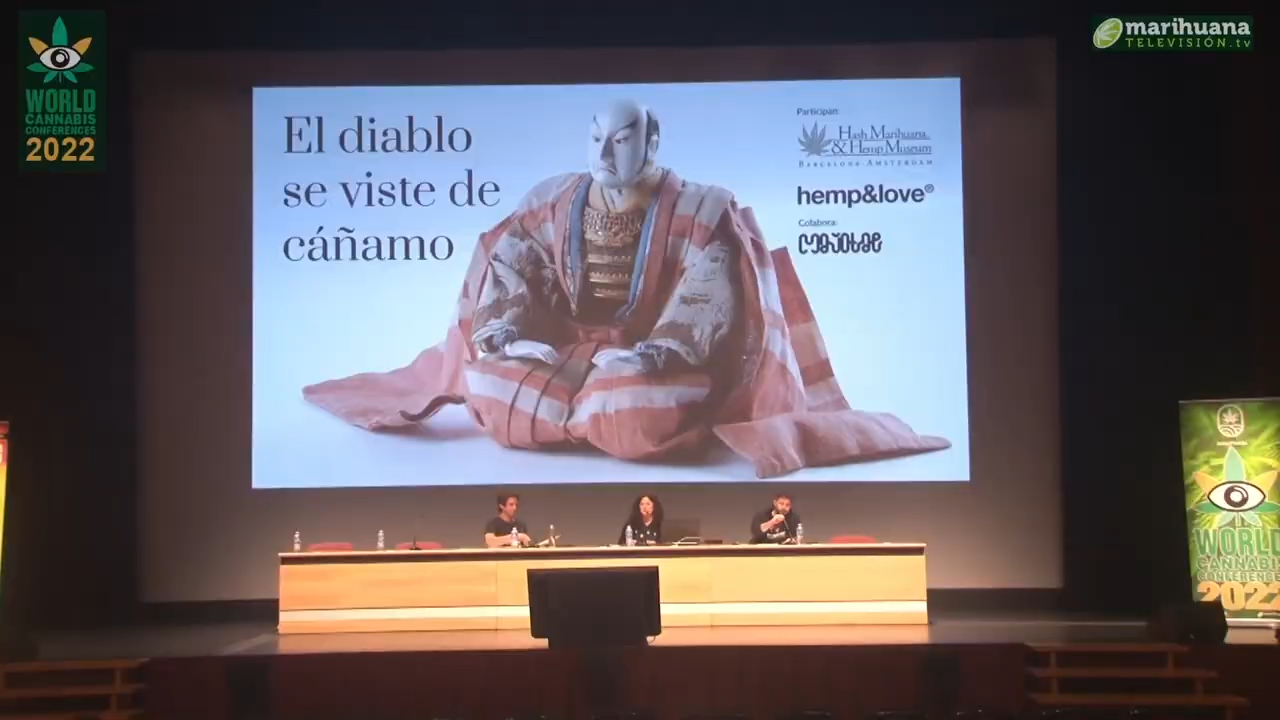 WORLD
CANNABIS
CONFERENCES
2022
marihuana
TELEVISIÓN.tv
El diablo
se viste de
cáñamo
Participan:
Hash Marihuana
& Hemp Museum
BARCELONA·AMSTERDAM
hemp&love®
Colabora:
WORLD
CANNABIS
CONFERENCES
2022